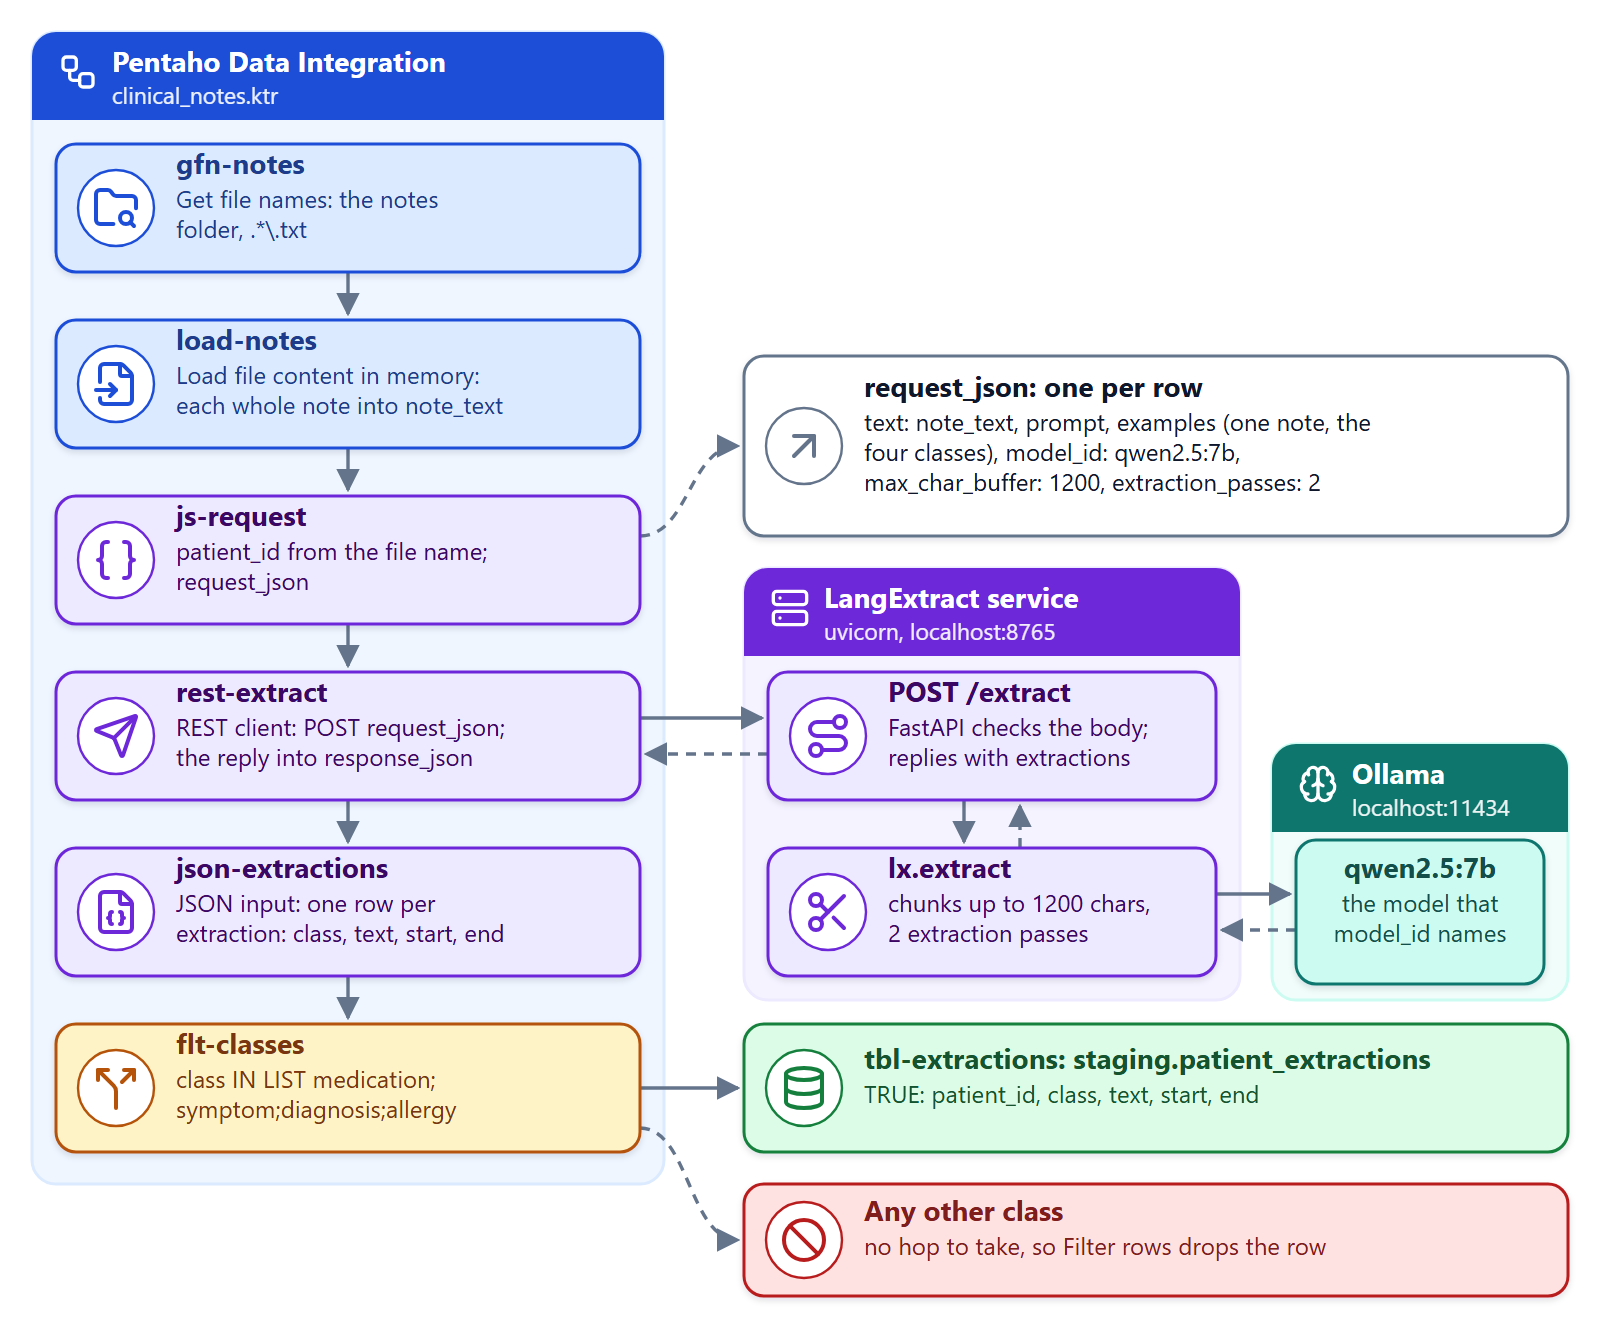 Pentaho Data Integration
clinical_notes.ktr
gfn-notes
Get file names: the notes
folder, .*\.txt
load-notes
Load file content in memory:
each whole note into note_text
js-request
patient_id from the file name;
request_json
request_json: one per row
text: note_text, prompt, examples (one note, the
four classes), model_id: qwen2.5:7b,
max_char_buffer: 1200, extraction_passes: 2
LangExtract service
uvicorn, localhost:8765
rest-extract
REST client: POST request_json;
the reply into response_json
POST /extract
FastAPI checks the body;
replies with extractions
Ollama
localhost:11434
json-extractions
JSON input: one row per
extraction: class, text, start, end
lx.extract
chunks up to 1200 chars,
2 extraction passes
qwen2.5:7b
the model that
model_id names
flt-classes
class IN LIST medication;
symptom;diagnosis;allergy
tbl-extractions: staging.patient_extractions
TRUE: patient_id, class, text, start, end
Any other class
no hop to take, so Filter rows drops the row